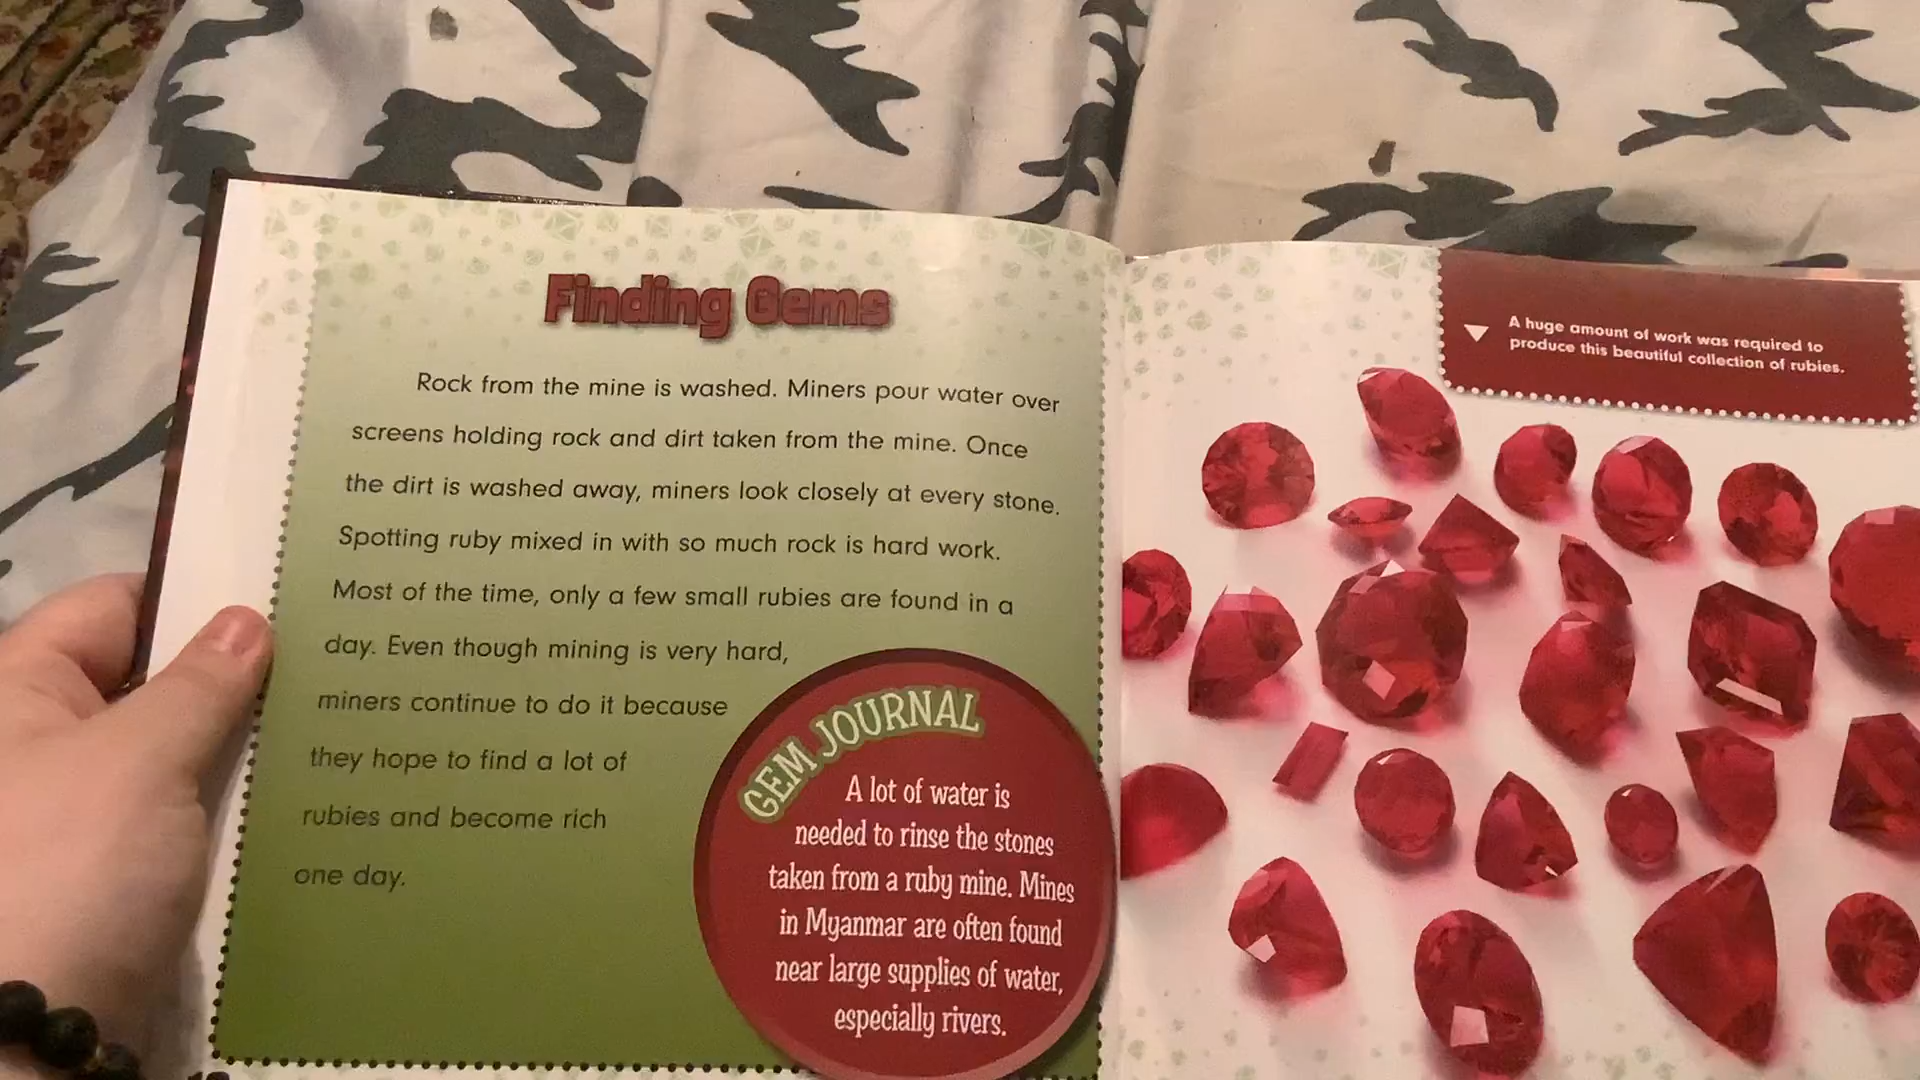 Finding Gems
Rock from the mine is washed. Miners pour water over
screens holding rock and dirt taken from the mine. Once
the dirt is washed away, miners look closely at every stone.
Spotting ruby mixed in with so much rock is hard work.
Most of the time, only a few small rubies are found in a
day. Even though mining is very hard,
miners continue to do it because
they hope to find a lot of
rubies and become rich
one day.
GEM JOURNAL
A lot of water is
needed to rinse the stones
taken from a ruby mine. Mines
in Myanmar are often found
near large supplies of water,
especially rivers.
A huge amount of work was required to
produce this beautiful collection of rubies.